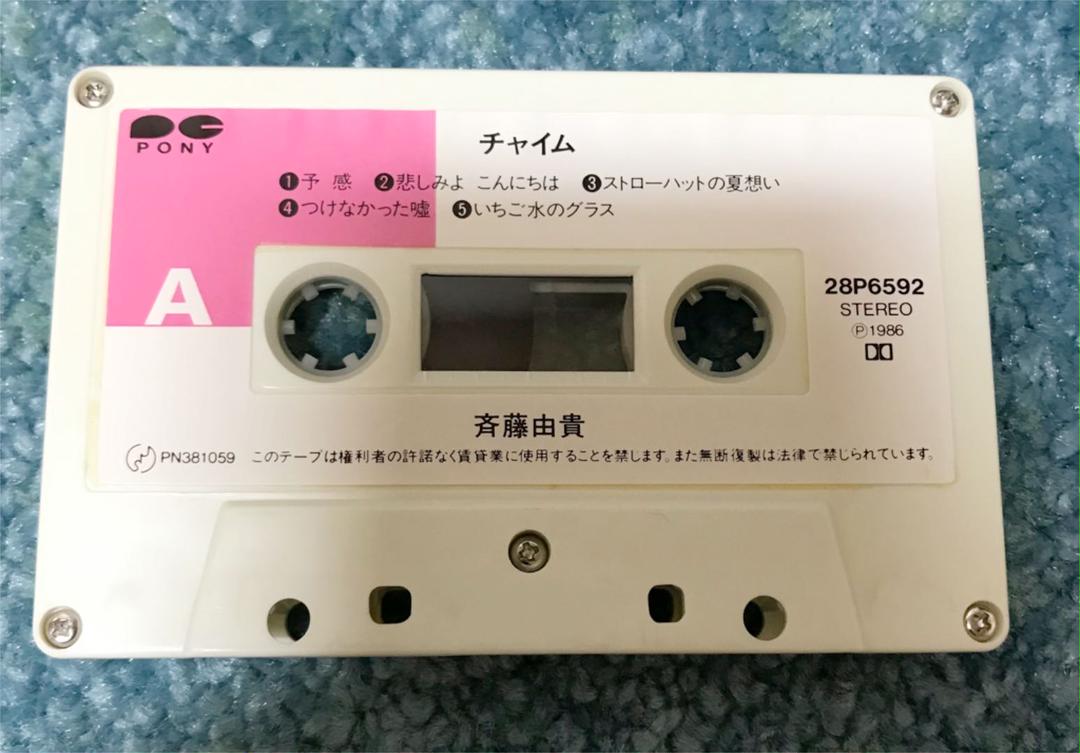 PC
PONY
チャイム
❶予 感 ❷悲しみよ こんにちは ❸ストローハットの夏想い
❹つけなかった嘘 ❺いちご水のグラス
A
28P6592
STEREO
Ⓟ1986
斉藤由貴
PN381059 このテープは権利者の許諾なく賃貸業に使用することを禁じます。また無断複製は法律で禁じられています。